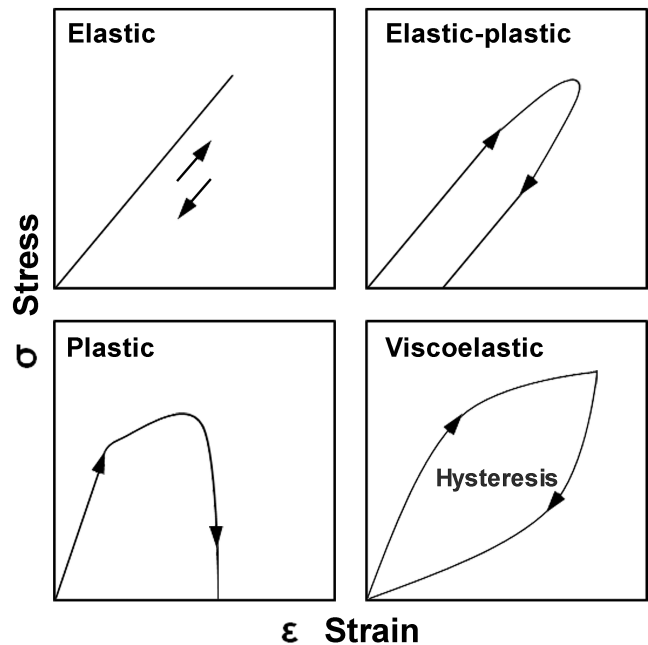 Elastic
Elastic-plastic
Plastic
Viscoelastic
Hysteresis
σ Stress
ε Strain